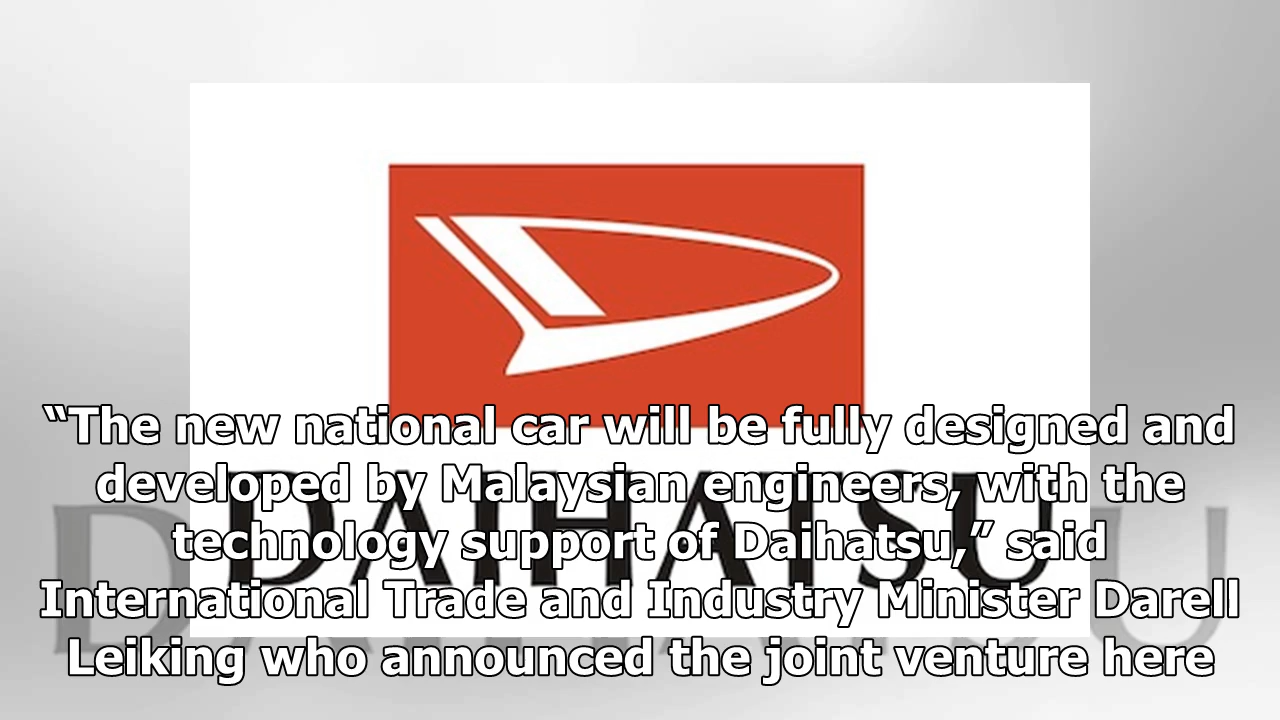 “The new national car will be fully designed and
developed by Malaysian engineers, with the
technology support of Daihatsu,” said
International Trade and Industry Minister Darell
Leiking who announced the joint venture here
DAIHATSU